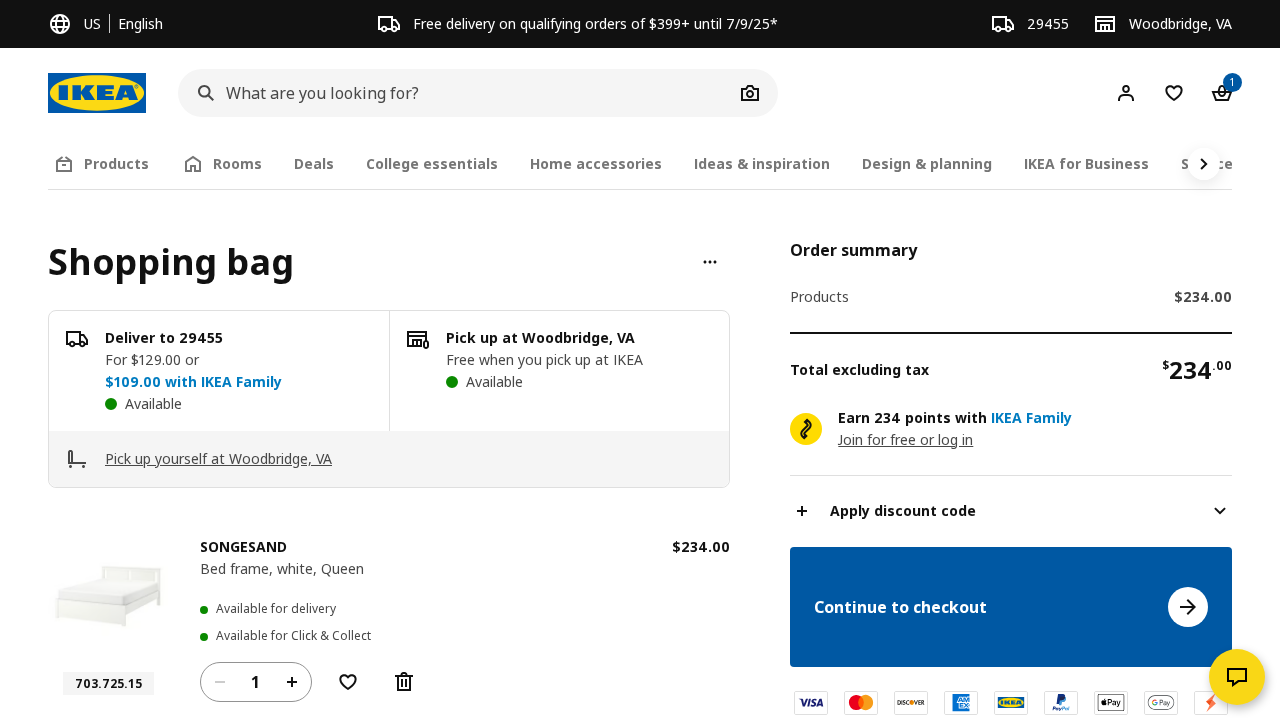 US
English
Free delivery on qualifying orders of $399+ until 7/9/25*
29455
Woodbridge, VA
IKEA
What are you looking for?
1
Products
Rooms
Deals
College essentials
Home accessories
Ideas & inspiration
Design & planning
IKEA for Business
Shopping bag
Deliver to 29455
For $129.00 or
$109.00 with IKEA Family
Available
Pick up at Woodbridge, VA
Free when you pick up at IKEA
Available
Pick up yourself at Woodbridge, VA
SONGESAND
$234.00
Bed frame, white, Queen
Available for delivery
Available for Click & Collect
703.725.15
1
Order summary
Products
$234.00
Total excluding tax
$234.00
Earn 234 points with IKEA Family
Join for free or log in
Apply discount code
Continue to checkout
VISA
DISCOVER
AMEX
IKEA
PayPal
Pay
G Pay